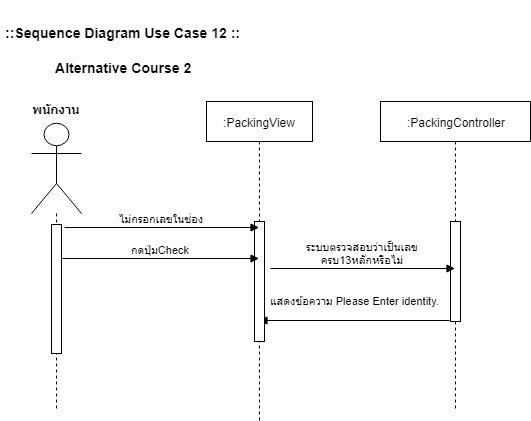 ::Sequence Diagram Use Case 12 ::
Alternative Course 2
พนักงาน
:PackingView
:PackingController
ไม่กรอกเลขในช่อง
กดปุ่มCheck
ระบบตรวจสอบว่าเป็นเลข
ครบ13หลักหรือไม่
แสดงข้อความ Please Enter identity.